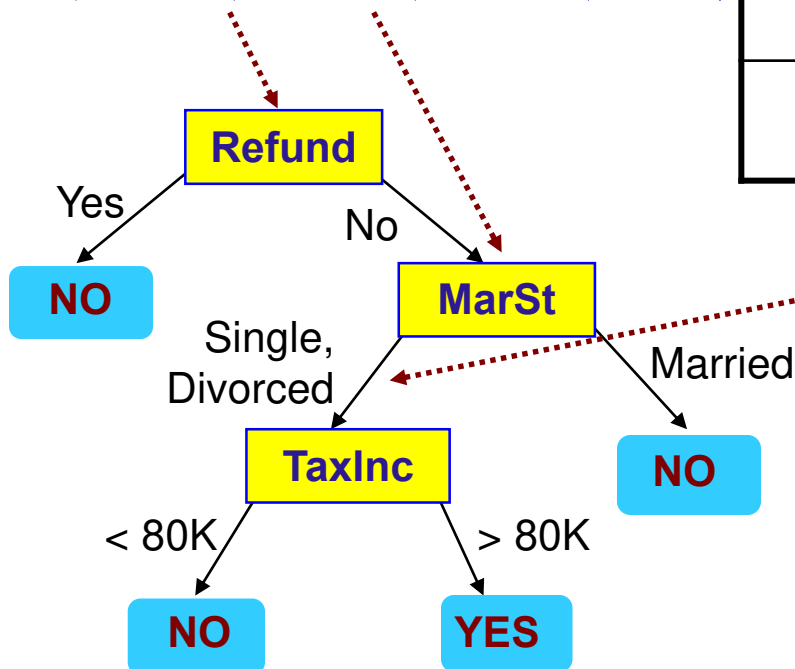 Refund
Yes
No
NO
MarSt
Single,
Divorced
Married
TaxInc
NO
< 80K
> 80K
NO
YES